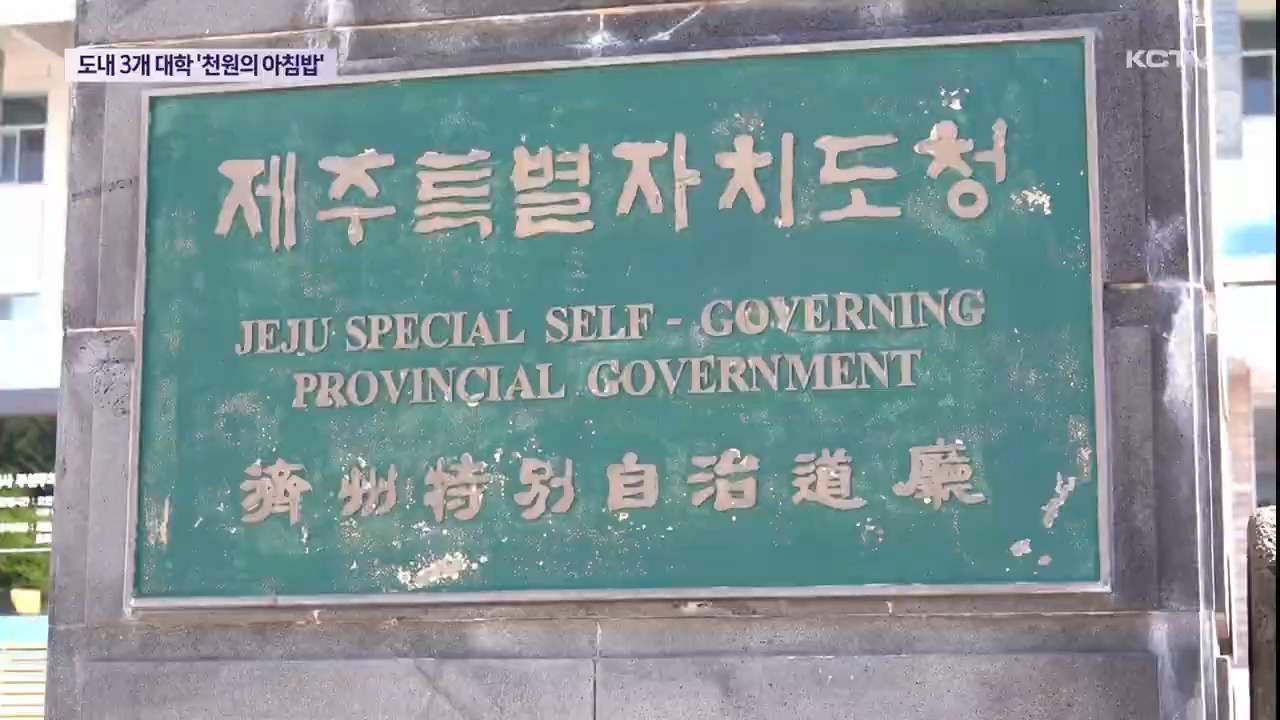 도내 3개 대학 '천원의 아침밥'
KCTV
제주특별자치도청
JEJU SPECIAL SELF - GOVERNING
PROVINCIAL GOVERNMENT
濟州特別自治道廳